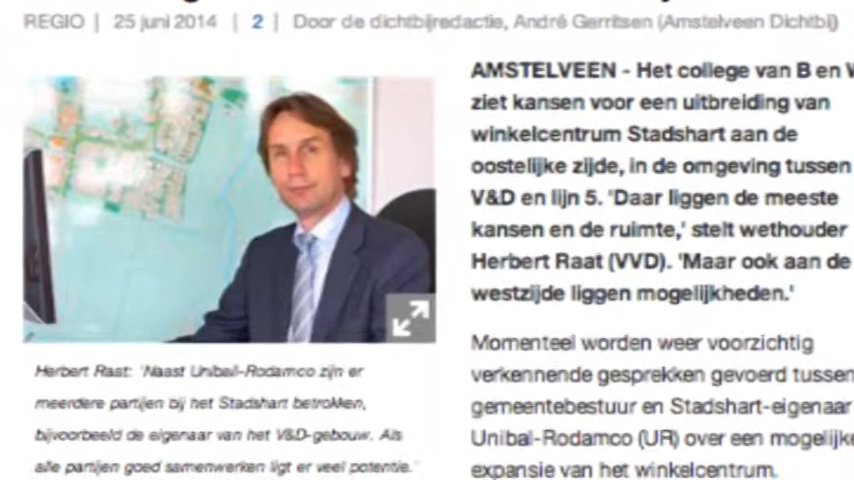 REGIO | 25 juni 2014 | 2 | Door de dichtbijredactie, André Gerritsen (Amstelveen Dichtbij)
AMSTELVEEN - Het college van B en W
ziet kansen voor een uitbreiding van
winkelcentrum Stadshart aan de
oostelijke zijde, in de omgeving tussen
V&D en lijn 5. 'Daar liggen de meeste
kansen en de ruimte,' stelt wethouder
Herbert Raat (VVD). 'Maar ook aan de
westzijde liggen mogelijkheden.'
Momenteel worden weer voorzichtig
verkennende gesprekken gevoerd tussen
gemeentebestuur en Stadshart-eigenaar
Unibal-Rodamco (UR) over een mogelijke
expansie van het winkelcentrum.
Herbert Raat: 'Naast Unibail-Rodamco zijn er
meerdere partijen bij het Stadshart betrokken,
bijvoorbeeld de eigenaar van het V&D-gebouw. Als
alle partijen goed samenwerken ligt er veel potentie.'